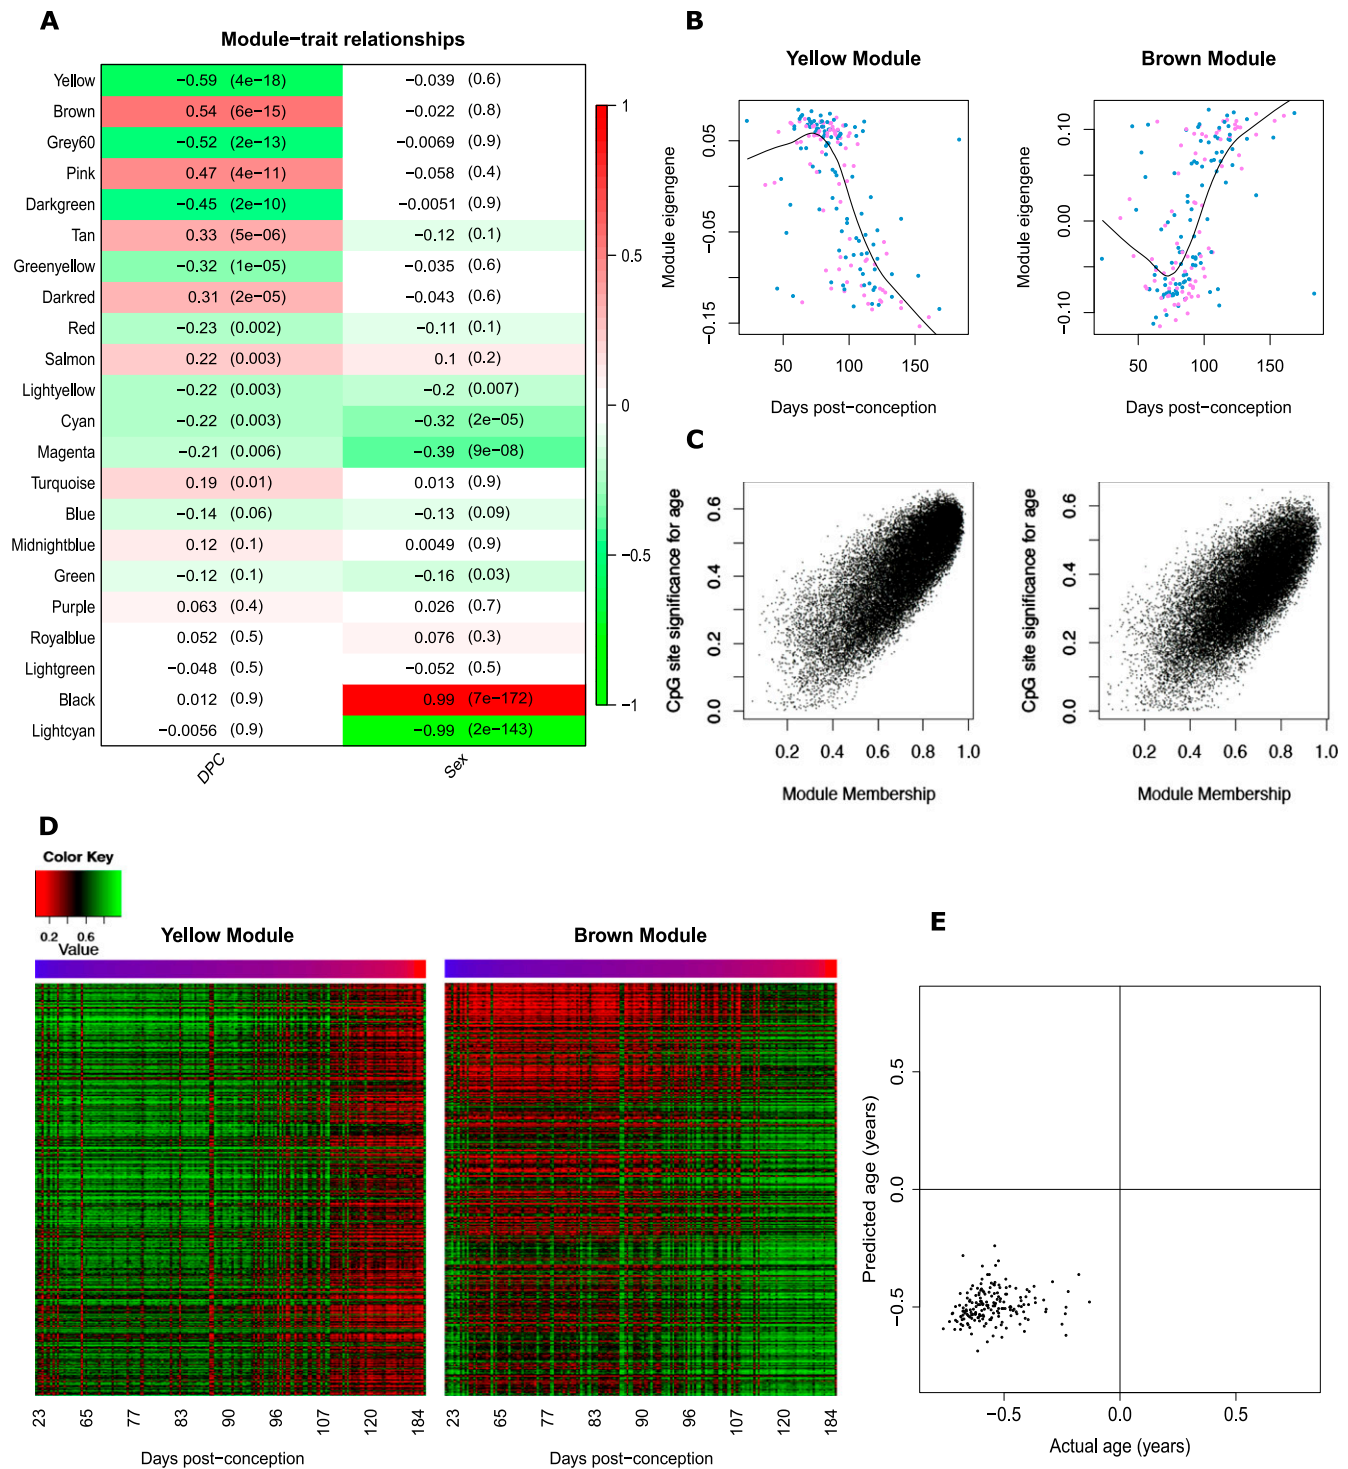 A
Module−trait relationships
Yellow −0.59 (4e−18) −0.039 (0.6)
Brown 0.54 (6e−15) −0.022 (0.8)
Grey60 −0.52 (2e−13) −0.0069 (0.9)
Pink 0.47 (4e−11) −0.058 (0.4)
Darkgreen −0.45 (2e−10) −0.0051 (0.9)
Tan 0.33 (5e−06) −0.12 (0.1)
Greenyellow −0.32 (1e−05) −0.035 (0.6)
Darkred 0.31 (2e−05) −0.043 (0.6)
Red −0.23 (0.002) −0.11 (0.1)
Salmon 0.22 (0.003) 0.1 (0.2)
Lightyellow −0.22 (0.003) −0.2 (0.007)
Cyan −0.22 (0.003) −0.32 (2e−05)
Magenta −0.21 (0.006) −0.39 (9e−08)
Turquoise 0.19 (0.01) 0.013 (0.9)
Blue −0.14 (0.06) −0.13 (0.09)
Midnightblue 0.12 (0.1) 0.0049 (0.9)
Green −0.12 (0.1) −0.16 (0.03)
Purple 0.063 (0.4) 0.026 (0.7)
Royalblue 0.052 (0.5) 0.076 (0.3)
Lightgreen −0.048 (0.5) −0.052 (0.5)
Black 0.012 (0.9) 0.99 (7e−172)
Lightcyan −0.0056 (0.9) −0.99 (2e−143)
DPC Sex
1
0.5
0
−0.5
−1
B
Yellow Module
Module eigengene
0.05
−0.05
−0.15
50 100 150
Days post−conception
Brown Module
Module eigengene
0.10
0.00
−0.10
50 100 150
Days post−conception
C
CpG site significance for age
0.6
0.4
0.2
0.0
0.2 0.4 0.6 0.8 1.0
Module Membership
CpG site significance for age
0.6
0.4
0.2
0.0
0.2 0.4 0.6 0.8 1.0
Module Membership
D
Color Key
0.2 0.6
Value
Yellow Module
23 65 77 83 90 96 107 120 184
Days post−conception
Brown Module
23 65 77 83 90 96 107 120 184
Days post−conception
E
Predicted age (years)
0.5
0.0
−0.5
−0.5 0.0 0.5
Actual age (years)